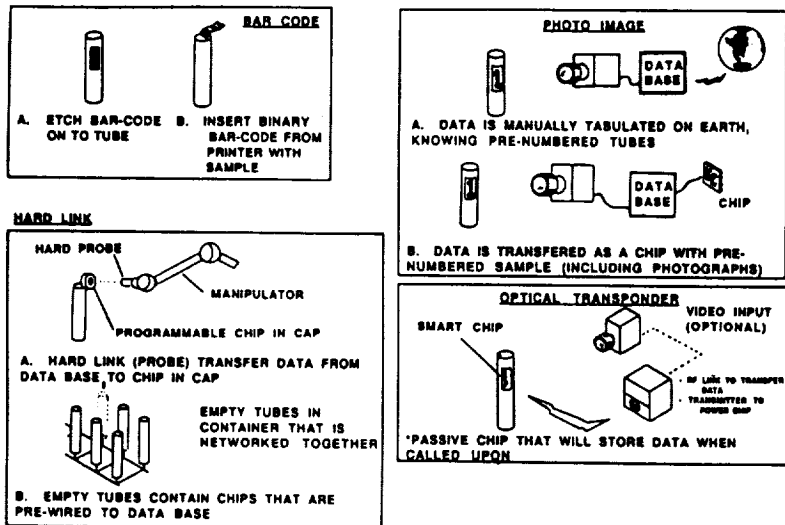 BAR CODE
A. ETCH BAR-CODE
ON TO TUBE
B. INSERT BINARY
BAR-CODE FROM
PRINTER WITH
SAMPLE
HARD LINK
HARD PROBE
MANIPULATOR
PROGRAMMABLE CHIP IN CAP
A. HARD LINK (PROBE) TRANSFER DATA FROM
DATA BASE TO CHIP IN CAP
EMPTY TUBES IN
CONTAINER THAT IS
NETWORKED TOGETHER
B. EMPTY TUBES CONTAIN CHIPS THAT ARE
PRE-WIRED TO DATA BASE
PHOTO IMAGE
DATA
BASE
A. DATA IS MANUALLY TABULATED ON EARTH,
KNOWING PRE-NUMBERED TUBES
DATA
BASE
CHIP
B. DATA IS TRANSFERED AS A CHIP WITH PRE-
NUMBERED SAMPLE (INCLUDING PHOTOGRAPHS)
OPTICAL TRANSPONDER
SMART CHIP
VIDEO INPUT
(OPTIONAL)
· RF LINK TO TRANSFER
DATA
· TRANSMITTER TO
POWER CHIP
*PASSIVE CHIP THAT WILL STORE DATA WHEN
CALLED UPON